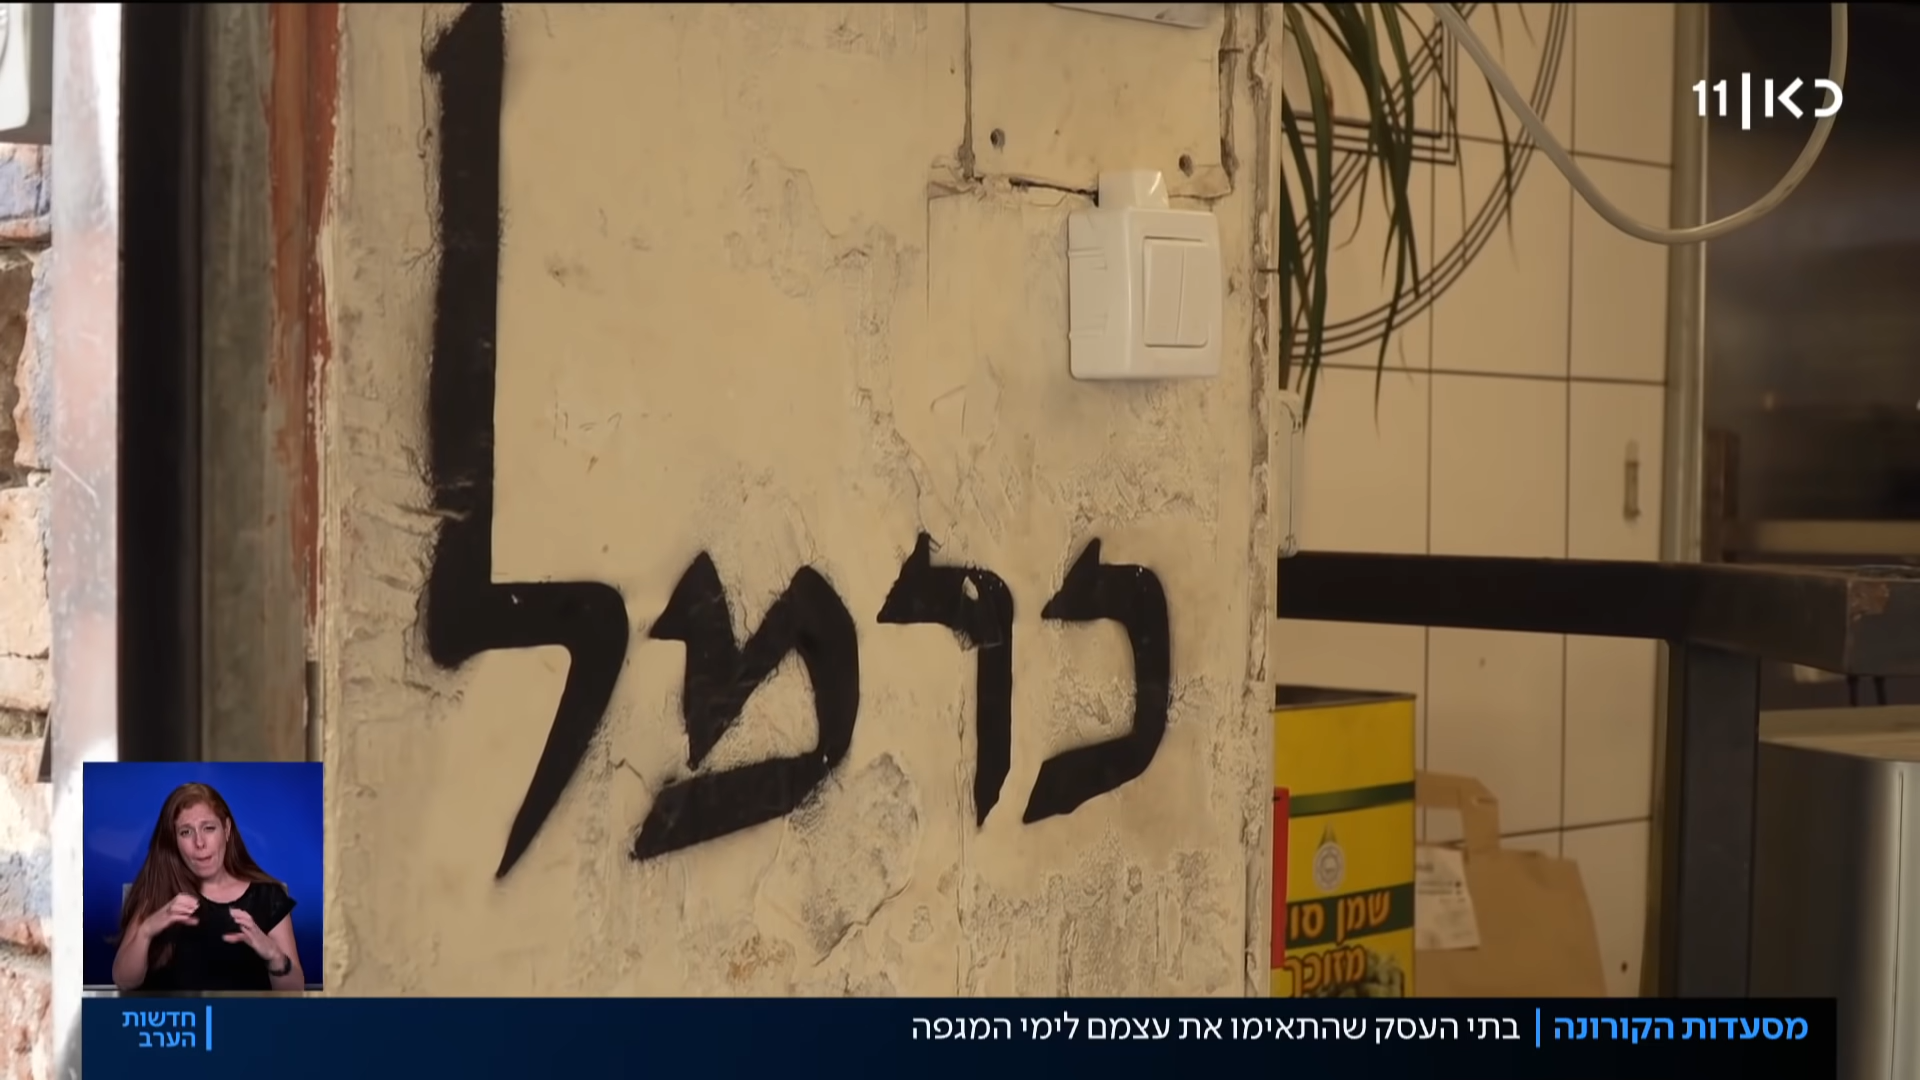 כאן 11
כרמל
שמן סו
מזוכך
מסעדות הקורונה | בתי העסק שהתאימו את עצמם לימי המגפה
חדשות
הערב